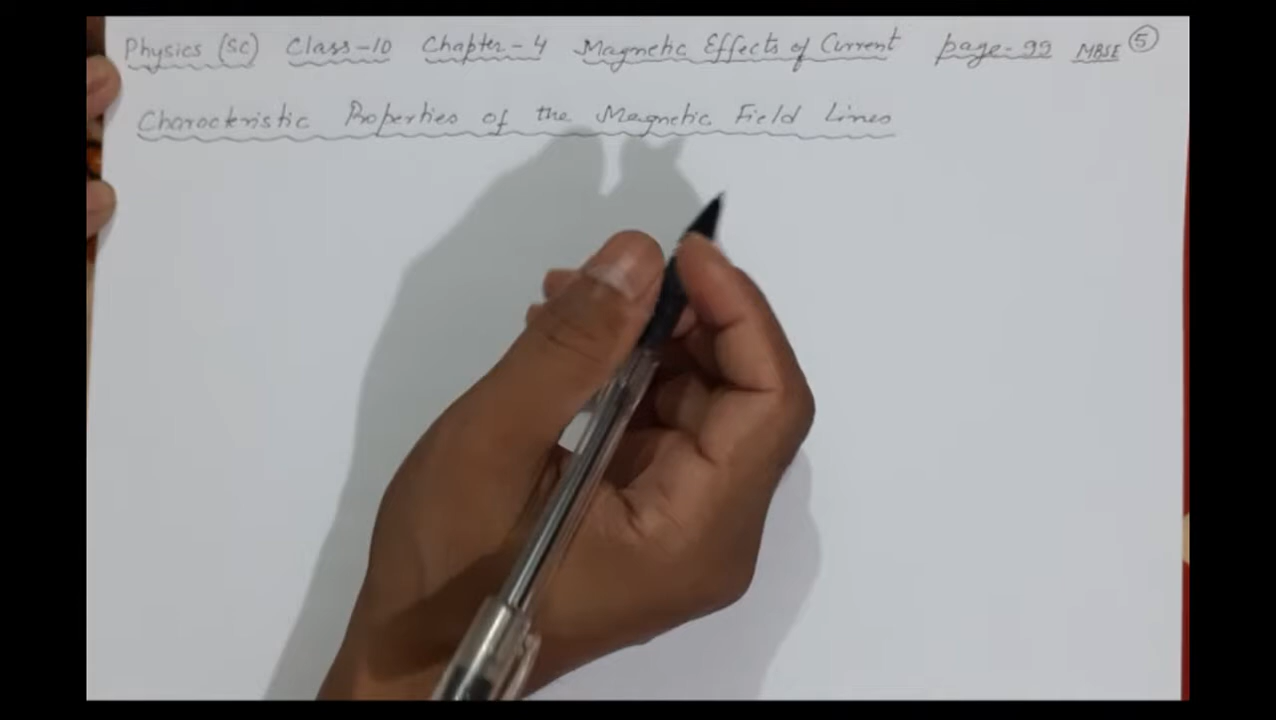 Physics (SC) Class-10 Chapter-4 Magnetic Effects of Current page-99 MBSE 5
Characteristic Properties of the Magnetic Field Lines